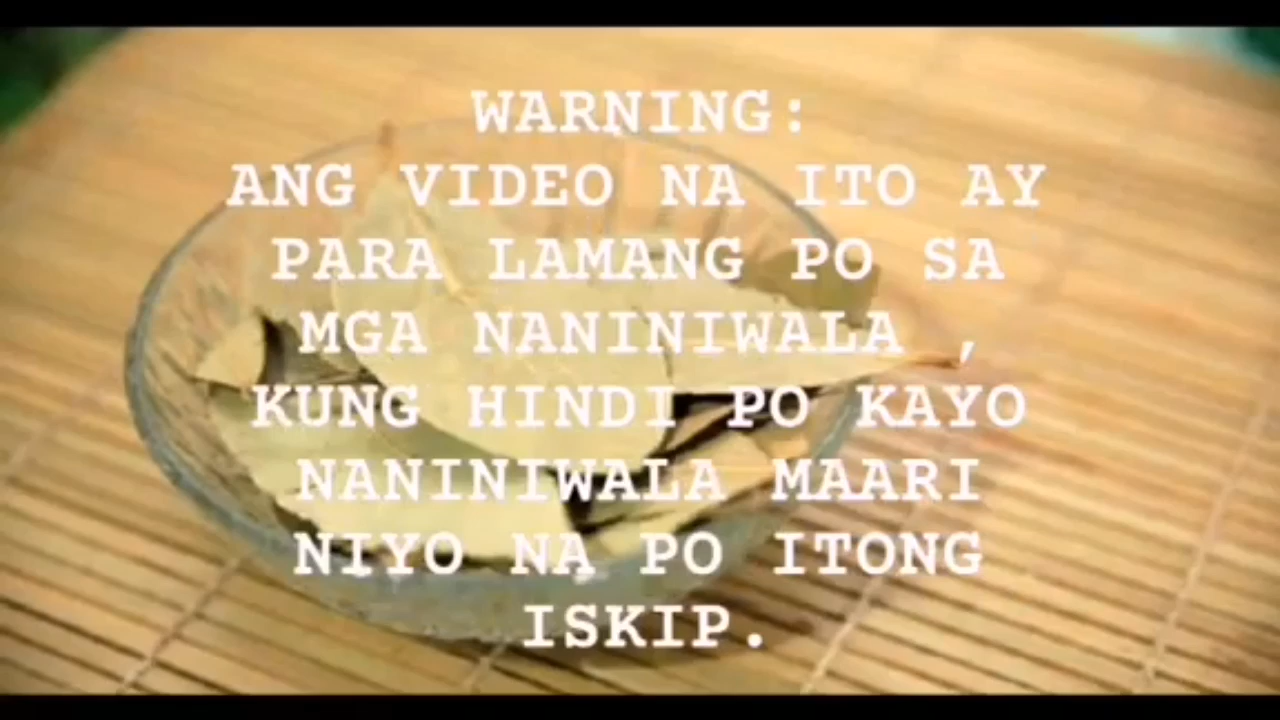 WARNING:
ANG VIDEO NA ITO AY
PARA LAMANG PO SA
MGA NANINIWALA ,
KUNG HINDI PO KAYO
NANINIWALA MAARI
NIYO NA PO ITONG
ISKIP.